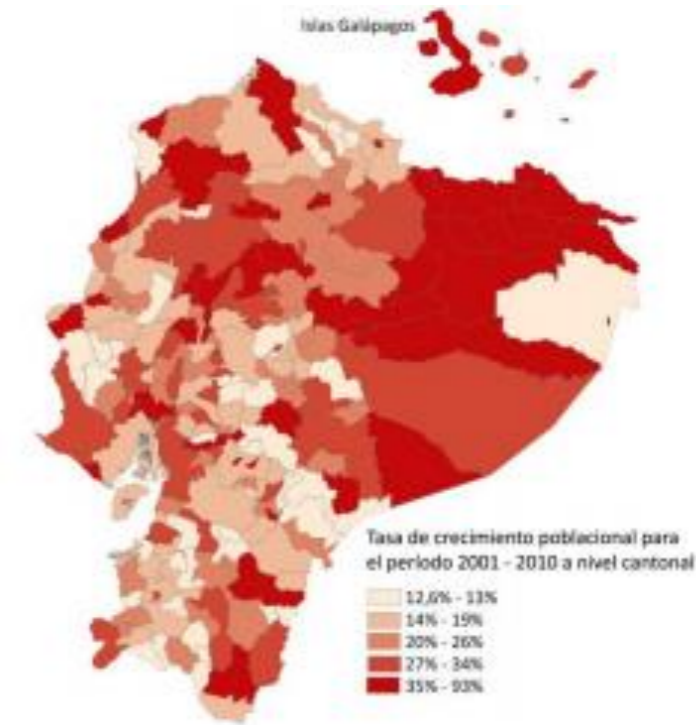 Islas Galápagos
Tasa de crecimiento poblacional para
el período 2001 - 2010 a nivel cantonal
12,6% - 13%
14% - 19%
20% - 26%
27% - 34%
35% - 93%